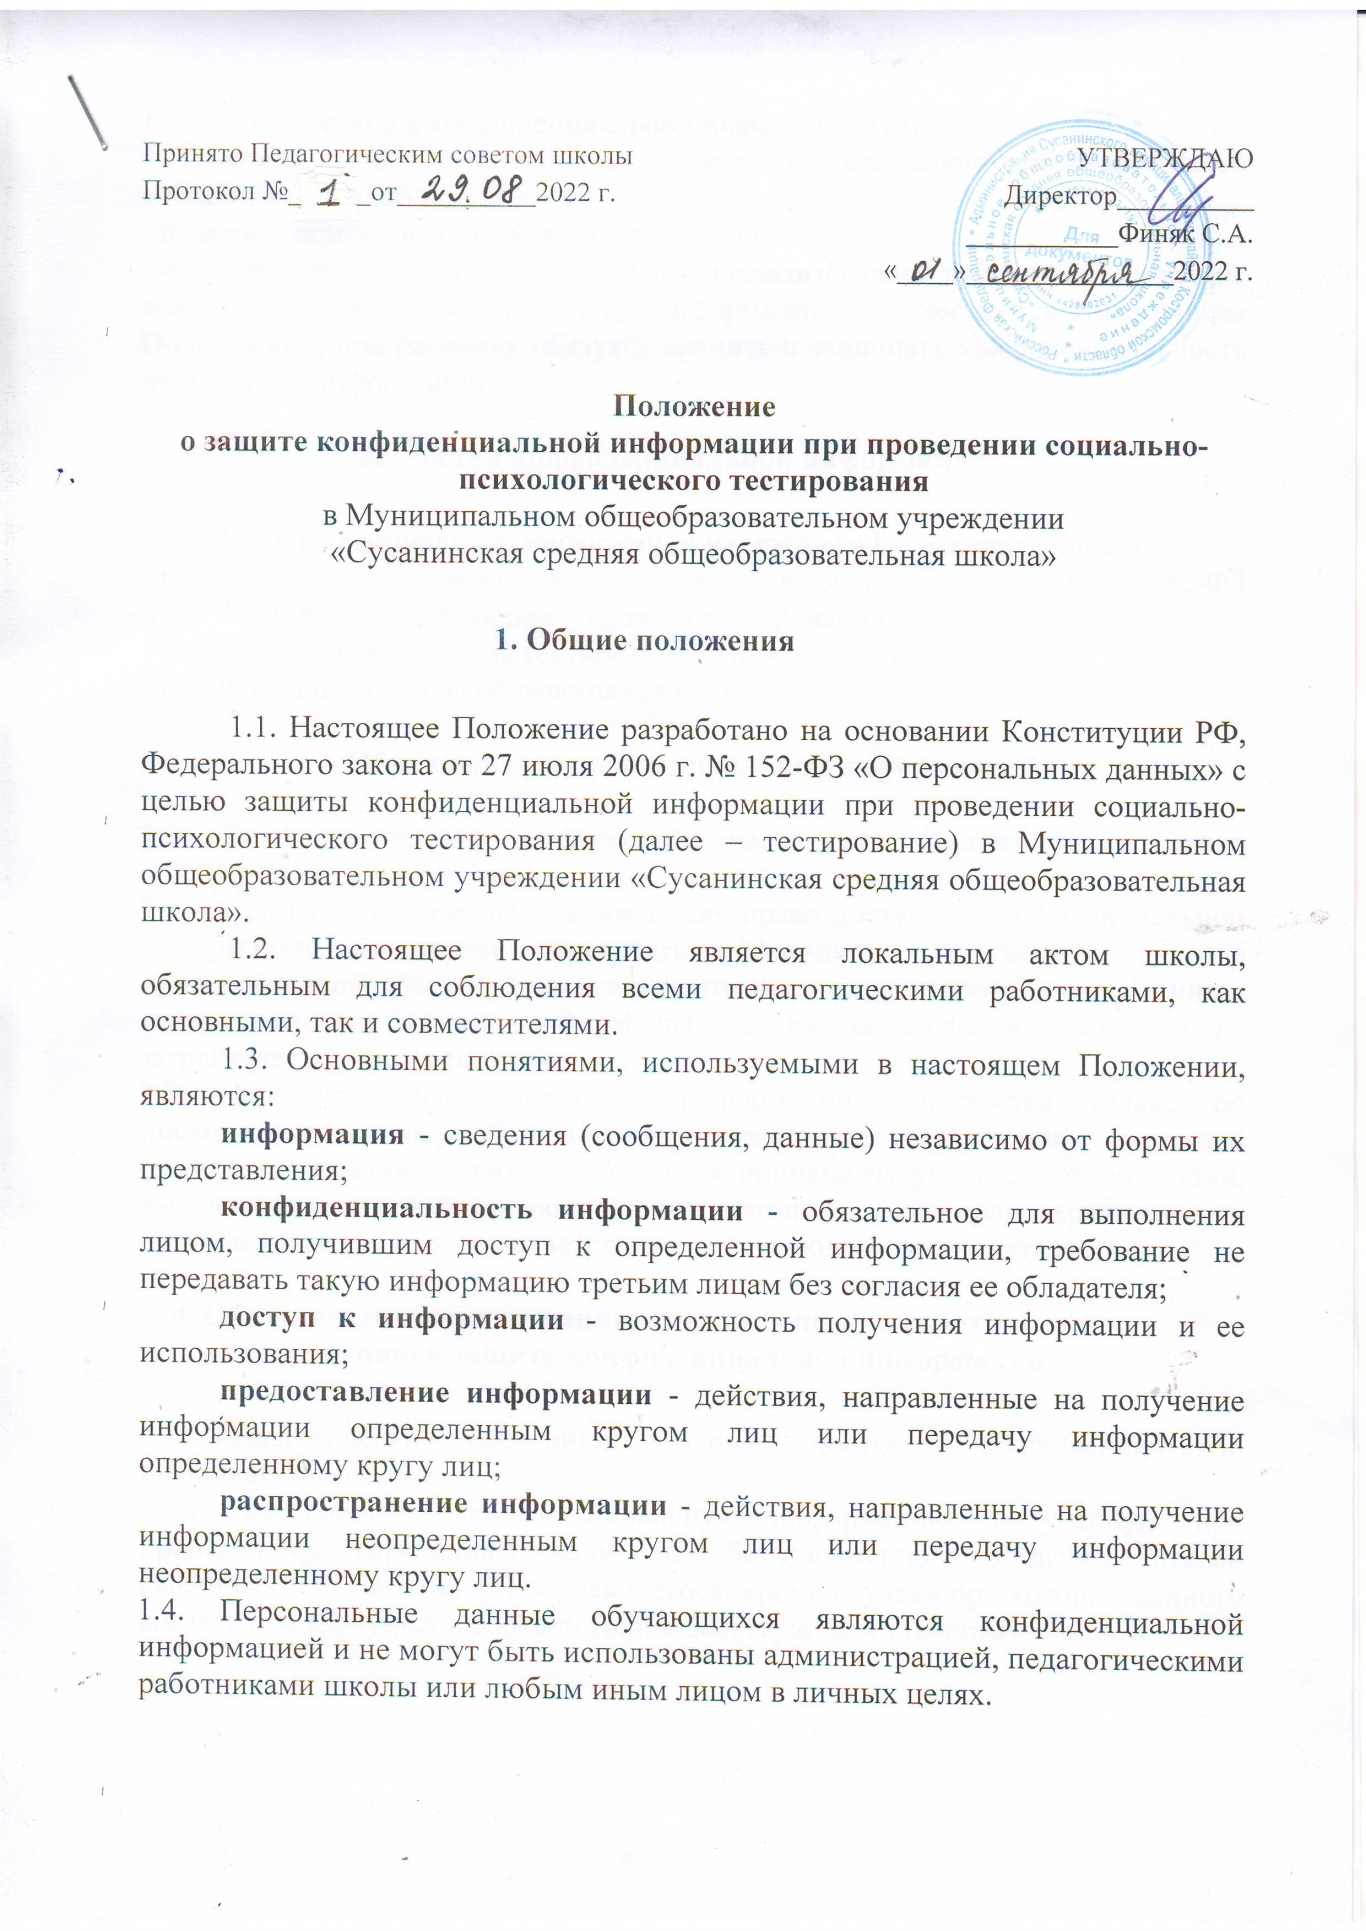 Принято Педагогическим советом школы
Протокол №_ 1 _от__29.08__2022 г.
УТВЕРЖДАЮ
Директор__________
___________Финяк С.А.
«_01_»_сентября_2022 г.
Для
документов
Положение
о защите конфиденциальной информации при проведении социально-
психологического тестирования
в Муниципальном общеобразовательном учреждении
«Сусанинская средняя общеобразовательная школа»
1. Общие положения
1.1. Настоящее Положение разработано на основании Конституции РФ,
Федерального закона от 27 июля 2006 г. № 152-ФЗ «О персональных данных» с
целью защиты конфиденциальной информации при проведении социально-
психологического тестирования (далее – тестирование) в Муниципальном
общеобразовательном учреждении «Сусанинская средняя общеобразовательная
школа».
1.2. Настоящее Положение является локальным актом школы,
обязательным для соблюдения всеми педагогическими работниками, как
основными, так и совместителями.
1.3. Основными понятиями, используемыми в настоящем Положении,
являются:
информация - сведения (сообщения, данные) независимо от формы их
представления;
конфиденциальность информации - обязательное для выполнения
лицом, получившим доступ к определенной информации, требование не
передавать такую информацию третьим лицам без согласия ее обладателя;
доступ к информации - возможность получения информации и ее
использования;
предоставление информации - действия, направленные на получение
информации определенным кругом лиц или передачу информации
определенному кругу лиц;
распространение информации - действия, направленные на получение
информации неопределенным кругом лиц или передачу информации
неопределенному кругу лиц.
1.4. Персональные данные обучающихся являются конфиденциальной
информацией и не могут быть использованы администрацией, педагогическими
работниками школы или любым иным лицом в личных целях.